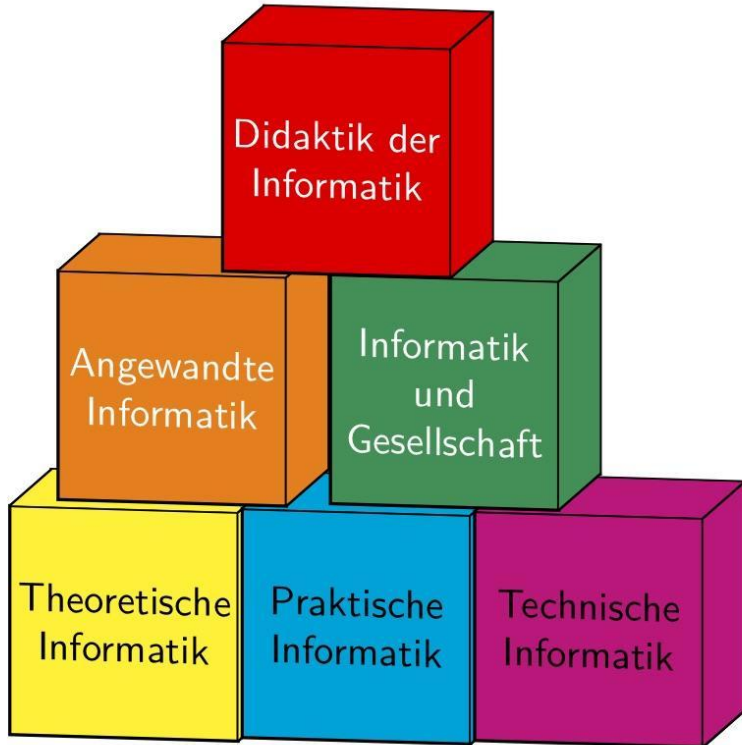 Didaktik der
Informatik
Angewandte
Informatik
Informatik
und
Gesellschaft
Theoretische
Informatik
Praktische
Informatik
Technische
Informatik